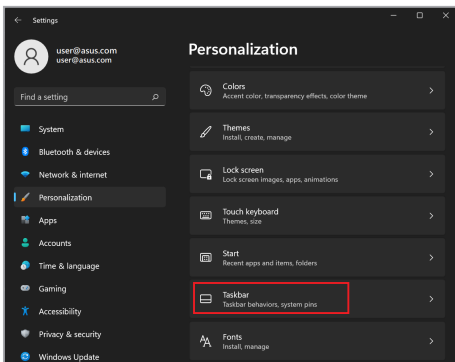 Settings
user@asus.com
user@asus.com
Find a setting
System
Bluetooth & devices
Network & internet
Personalization
Apps
Accounts
Time & language
Gaming
Accessibility
Privacy & security
Windows Update
Personalization
Colors
Accent color, transparency effects, color theme
Themes
Install, create, manage
Lock screen
Lock screen images, apps, animations
Touch keyboard
Themes, size
Start
Recent apps and items, folders
Taskbar
Taskbar behaviors, system pins
Fonts
Install, manage